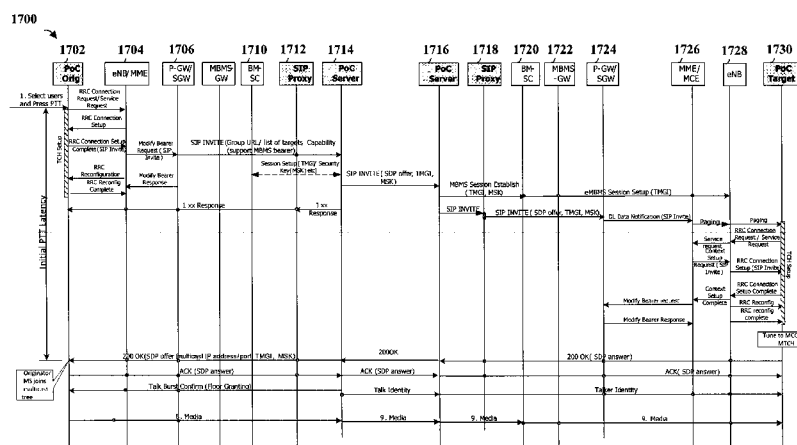 1700
1702 1704 1706 1710 1712 1714 1716 1718 1720 1722 1724 1726 1728 1730
PoC Orig
eNB/MME
P-GW/ SGW
MBMS- GW
BM- SC
SIP Proxy
PoC Server
PoC Server
SIP Proxy
BM- SC
MBMS -GW
P-GW/ SGW
MME/ MCE
eNB
PoC Target
1. Select users
and Press PTT
RRC Connection
Request/Service
Request
RRC Connection
Setup
RRC Connection Setup
Complete(SIP Invite)
Modify Bearer
Request (SIP
Invite)
SIP INVITE(Group URL/ list of targets Capability
(support MBMS bearer)
TCH Setup
RRC
Reconfiguration
RRC Reconfig
Complete
Modify Bearer
Response
Session Setup(TMGI/ Security
Key(MSK)etc)
SIP INVITE( SDP offer, TMGI,
MSK)
MBMS Session Establish
(TMGI, MSK)
eMBMS Session Setup (TMGI)
1 xx Response
1 xx
Response
SIP INVITE
SIP INVITE( SDP offer, TMGI, MSK)
DL Data Notification (SIP Invite)
Paging
Paging
Initial PTT Latency
RRC Connection
Request / Service
Request
Service
request
Context
Setup
Request (SIP
Invite)
RRC Connection
Setup (SIP Invite)
TCH Setup
RRC Connection
Setup Complete
Context
Setup
Complete
Modify Bearer request
RRC Reconfig
RRC Reconfig
complete
Modify Bearer Response
Tune to MCC
MTCH
200 OK(SDP offer (multicast IP address/port, TMGI, MSK)
200OK
200 OK( SDP answer)
Originator
MS joins
multicast
tree
ACK (SDP answer)
ACK (SDP answer)
ACK( SDP answer)
Talk Burst Confirm (Floor Granting)
Talk Identity
Talker Identity
9. Media
9. Media
9. Media
9. Media